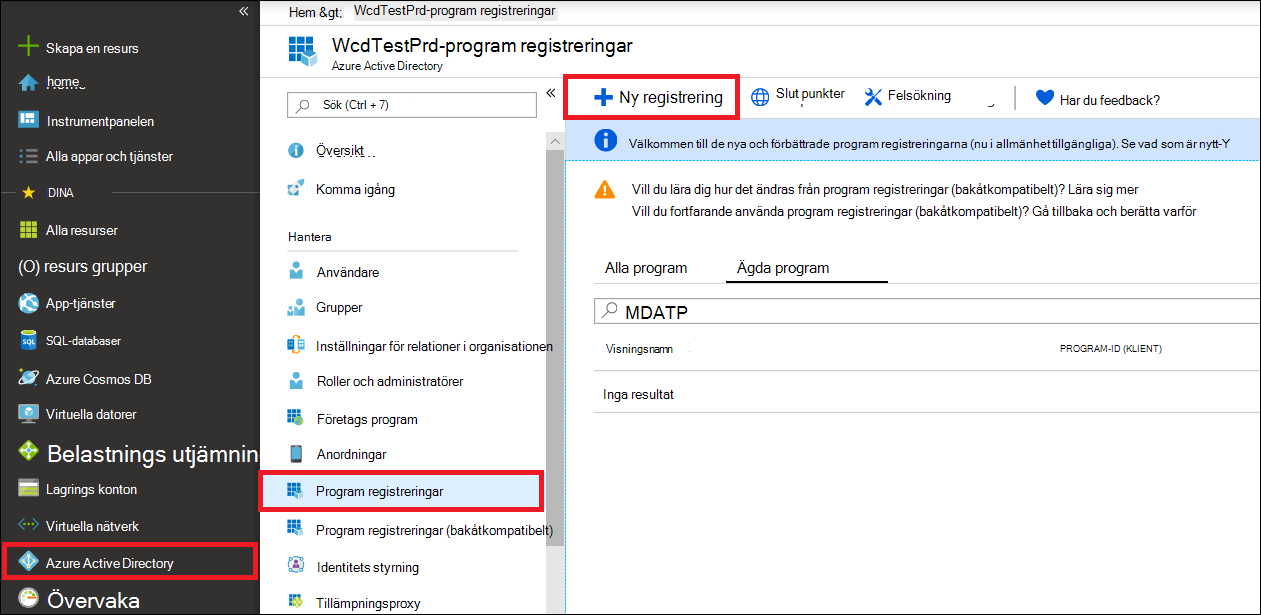 «
Skapa en resurs
home
Instrumentpanelen
Alla appar och tjänster
DINA
Alla resurser
(O) resurs grupper
App-tjänster
SQL-databaser
Azure Cosmos DB
Virtuella datorer
Belastnings utjämnin
Lagrings konton
Virtuella nätverk
Azure Active Directory
Övervaka
Hem &gt; WcdTestPrd-program registreringar
WcdTestPrd-program registreringar
Azure Active Directory
Sök (Ctrl + 7)
«
Översikt
Komma igång
Hantera
Användare
Grupper
Inställningar för relationer i organisationen
Roller och administratörer
Företags program
Anordningar
Program registreringar
Program registreringar (bakåtkompatibelt)
Identitets styrning
Tillämpningsproxy
Ny registrering
Slut punkter
Felsökning
Har du feedback?
Välkommen till de nya och förbättrade program registreringarna (nu i allmänhet tillgängliga). Se vad som är nytt-Y
Vill du lära dig hur det ändras från program registreringar (bakåtkompatibelt)? Lära sig mer
Vill du fortfarande använda program registreringar (bakåtkompatibelt)? Gå tillbaka och berätta varför
Alla program
Ägda program
MDATP
Visningsnamn
PROGRAM-ID (KLIENT)
Inga resultat